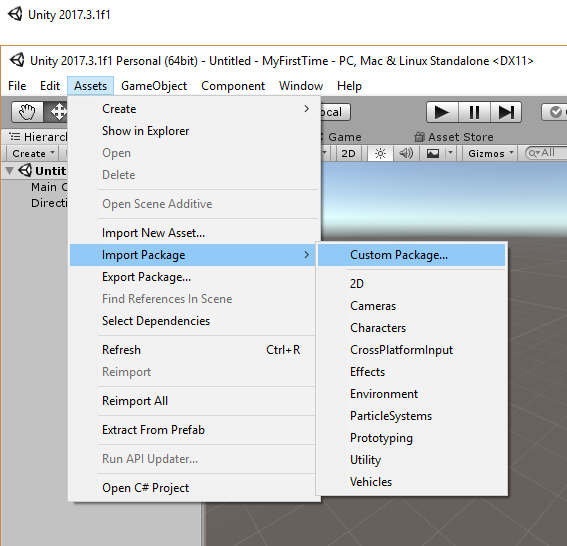 Unity 2017.3.1f1
Unity 2017.3.1f1 Personal (64bit) - Untitled - MyFirstTime - PC, Mac & Linux Standalone <DX11>
File Edit Assets GameObject Component Window Help
Create
Show in Explorer
Open
Delete
Open Scene Additive
Import New Asset...
Import Package
Export Package...
Find References In Scene
Select Dependencies
Refresh Ctrl+R
Reimport
Reimport All
Extract From Prefab
Run API Updater...
Open C# Project
Custom Package...
2D
Cameras
Characters
CrossPlatformInput
Effects
Environment
ParticleSystems
Prototyping
Utility
Vehicles
ocal
Hierarch
Game Asset Store
Create
2D Gizmos All
Untit
Main C
Directi